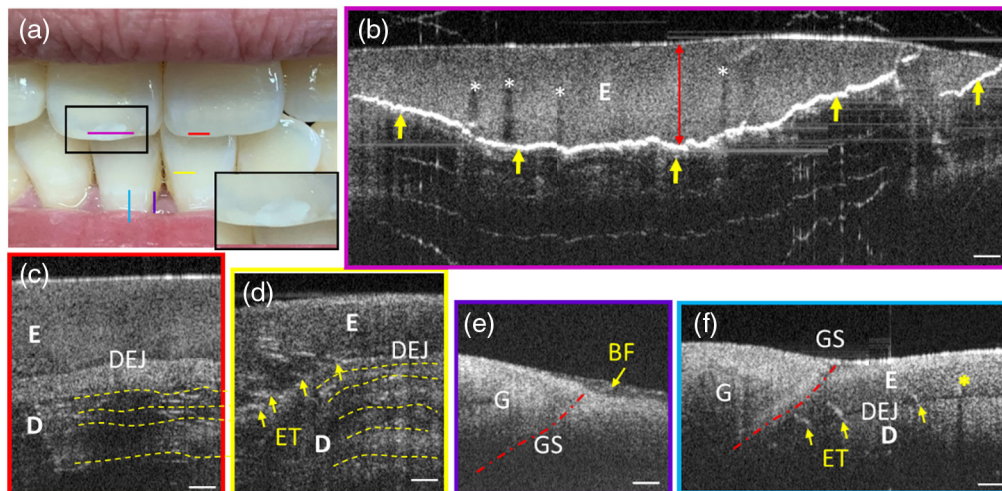 (a)
(b)
* * * *
E
(c)
E
DEJ
D
(d)
E
DEJ
ET
D
(e)
BF
G
GS
(f)
GS
G
E
*
DEJ
D
ET